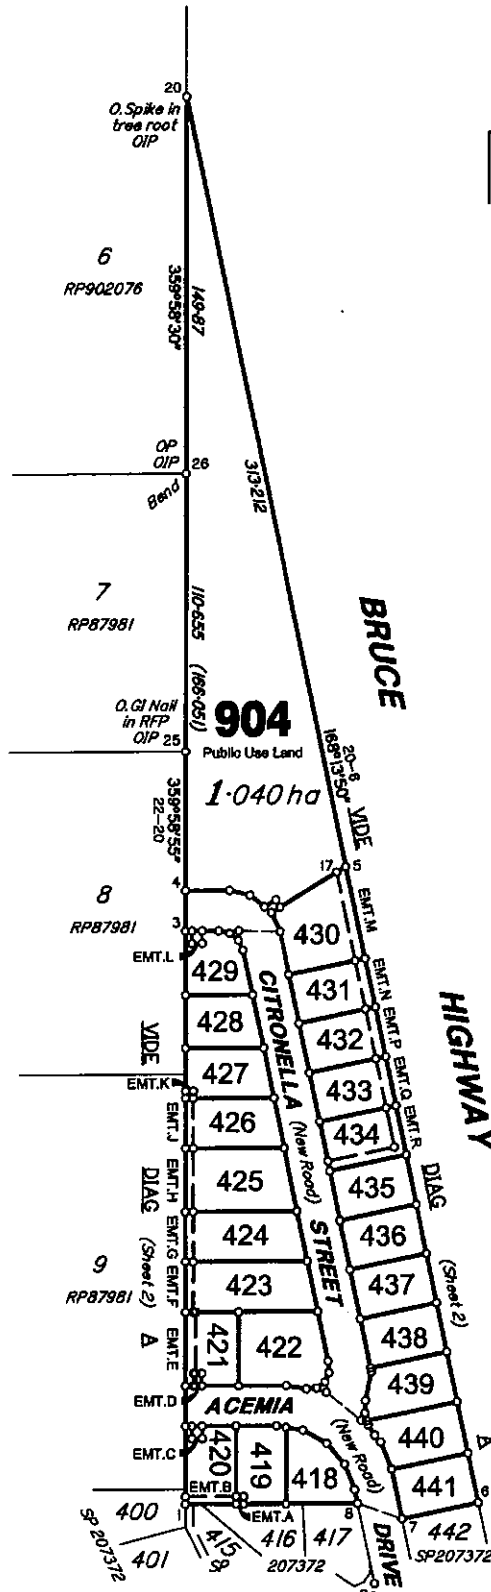 20
O.Spike in
tree root
OIP
6
RP902076
149·87
359°58'30"
OP
OIP
26
Bend
313·212
7
RP87981
110·655
(166·051)
BRUCE
O.GI Nail
in RFP
OIP
25
904
Public Use Land
1·040 ha
20–6
168°13'50"
VIDE
359°58'55"
22–20
17
5
4
8
RP87981
3
EMT.L
430
EMT.M
429
431
EMT.N
428
CITRONELLA
(New Road)
STREET
432
EMT.P
HIGHWAY
VIDE
427
433
EMT.Q
EMT.K
426
434
EMT.R
EMT.J
425
435
DIAG
EMT.H
DIAG
424
436
EMT.G
(Sheet 2)
9
RP87981
423
437
(Sheet 2)
EMT.F
438
A
EMT.E
421
422
439
EMT.D
ACEMIA
(New Road)
DRIVE
440
A
EMT.C
420
419
418
441
EMT.B
6
400
1
EMT.A
8
7
SP 207372
401
415
SP
416
417
207372
442
SP207372